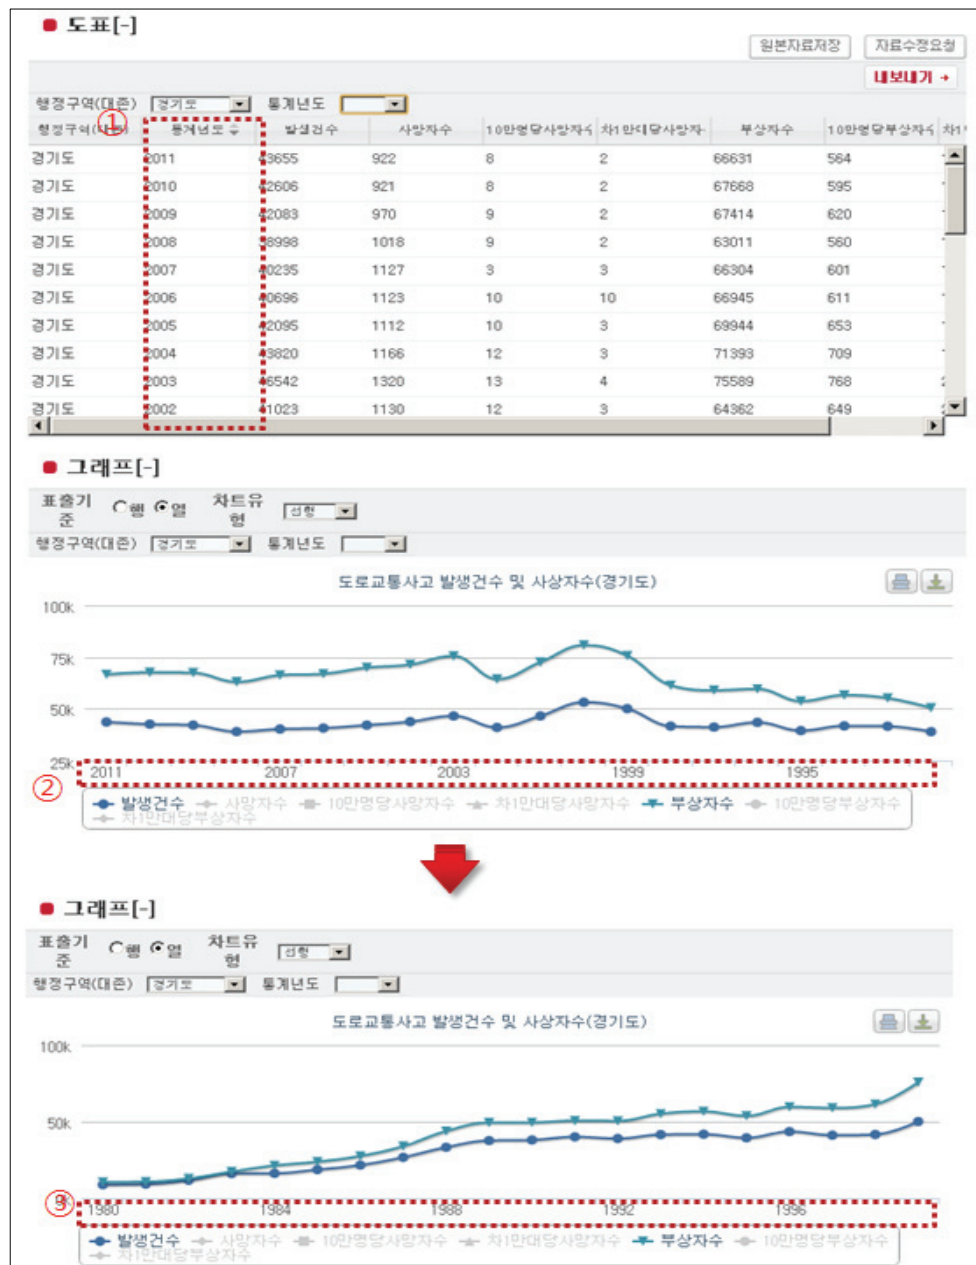 도표[-]
일본자료저장 자료수정요청
내보내기
행정구역(대존) 경기도 통계년도
①
행정구역(대존) 통계년도 발생건수 사망자수 10만명당사망자수 차1만대당사망자 부상자수 10만명당부상자수 차1
경기도 2011 43655 922 8 2 66631 564
경기도 2010 42606 921 8 2 67668 595
경기도 2009 42083 970 9 2 67414 620
경기도 2008 38998 1018 9 2 63011 560
경기도 2007 40235 1127 3 3 66304 601
경기도 2006 40696 1123 10 10 66945 611
경기도 2005 42095 1112 10 3 69944 653
경기도 2004 43820 1166 12 3 71393 709
경기도 2003 46542 1320 13 4 75589 768
경기도 2002 41023 1130 12 3 64362 649
그래프[-]
표출기준 행 열 차트유형 선형
행정구역(대존) 경기도 통계년도
도로교통사고 발생건수 및 사상자수(경기도)
100k
75k
50k
25k
2011 2007 2003 1999 1995
②
발생건수 사망자수 10만명당사망자수 차1만대당사망자수 부상자수 10만명당부상자수
차1만대당부상자수
그래프[-]
표출기준 행 열 차트유형 선형
행정구역(대존) 경기도 통계년도
도로교통사고 발생건수 및 사상자수(경기도)
100k
50k
③
1980 1984 1988 1992 1996
발생건수 사망자수 10만명당사망자수 차1만대당사망자수 부상자수 10만명당부상자수
차1만대당부상자수